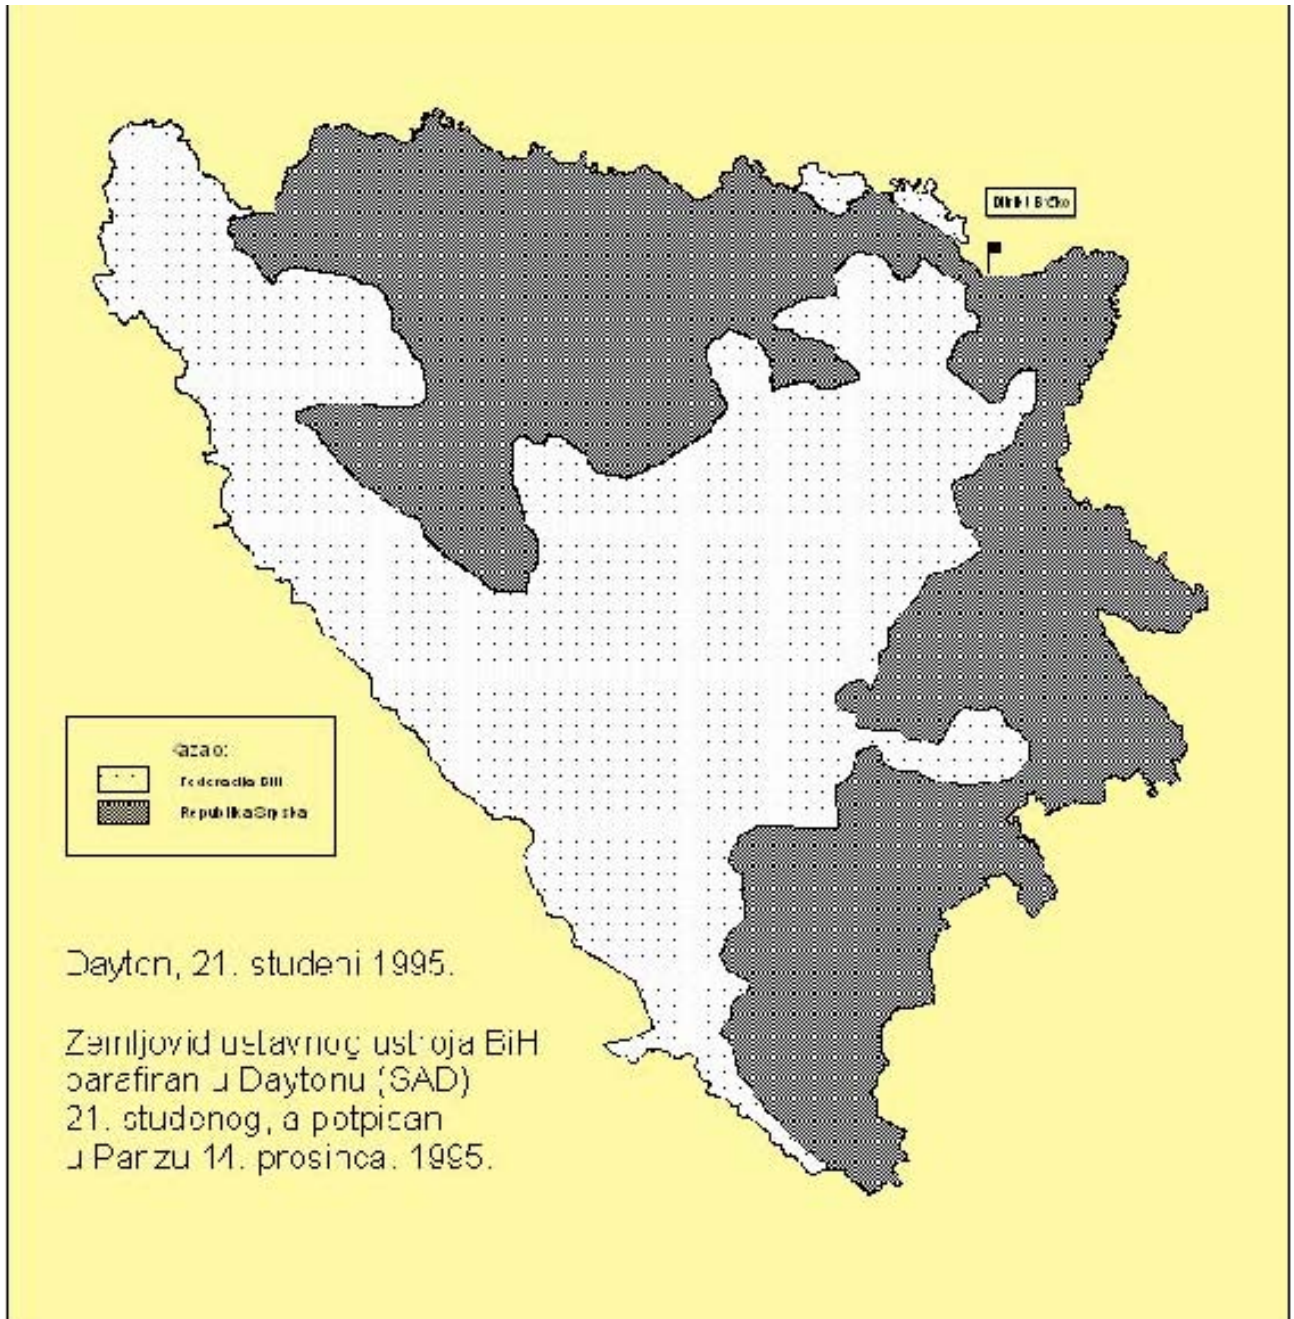 Distrikt Brčko
Kazalo:
Federacija BiH
Republika Srpska
Dayton, 21. studeni 1995.
Zemljovid ustavnog ustroja BiH
parafiran u Daytonu (SAD)
21. studenog, a potpisan
u Parizu 14. prosinca. 1995.